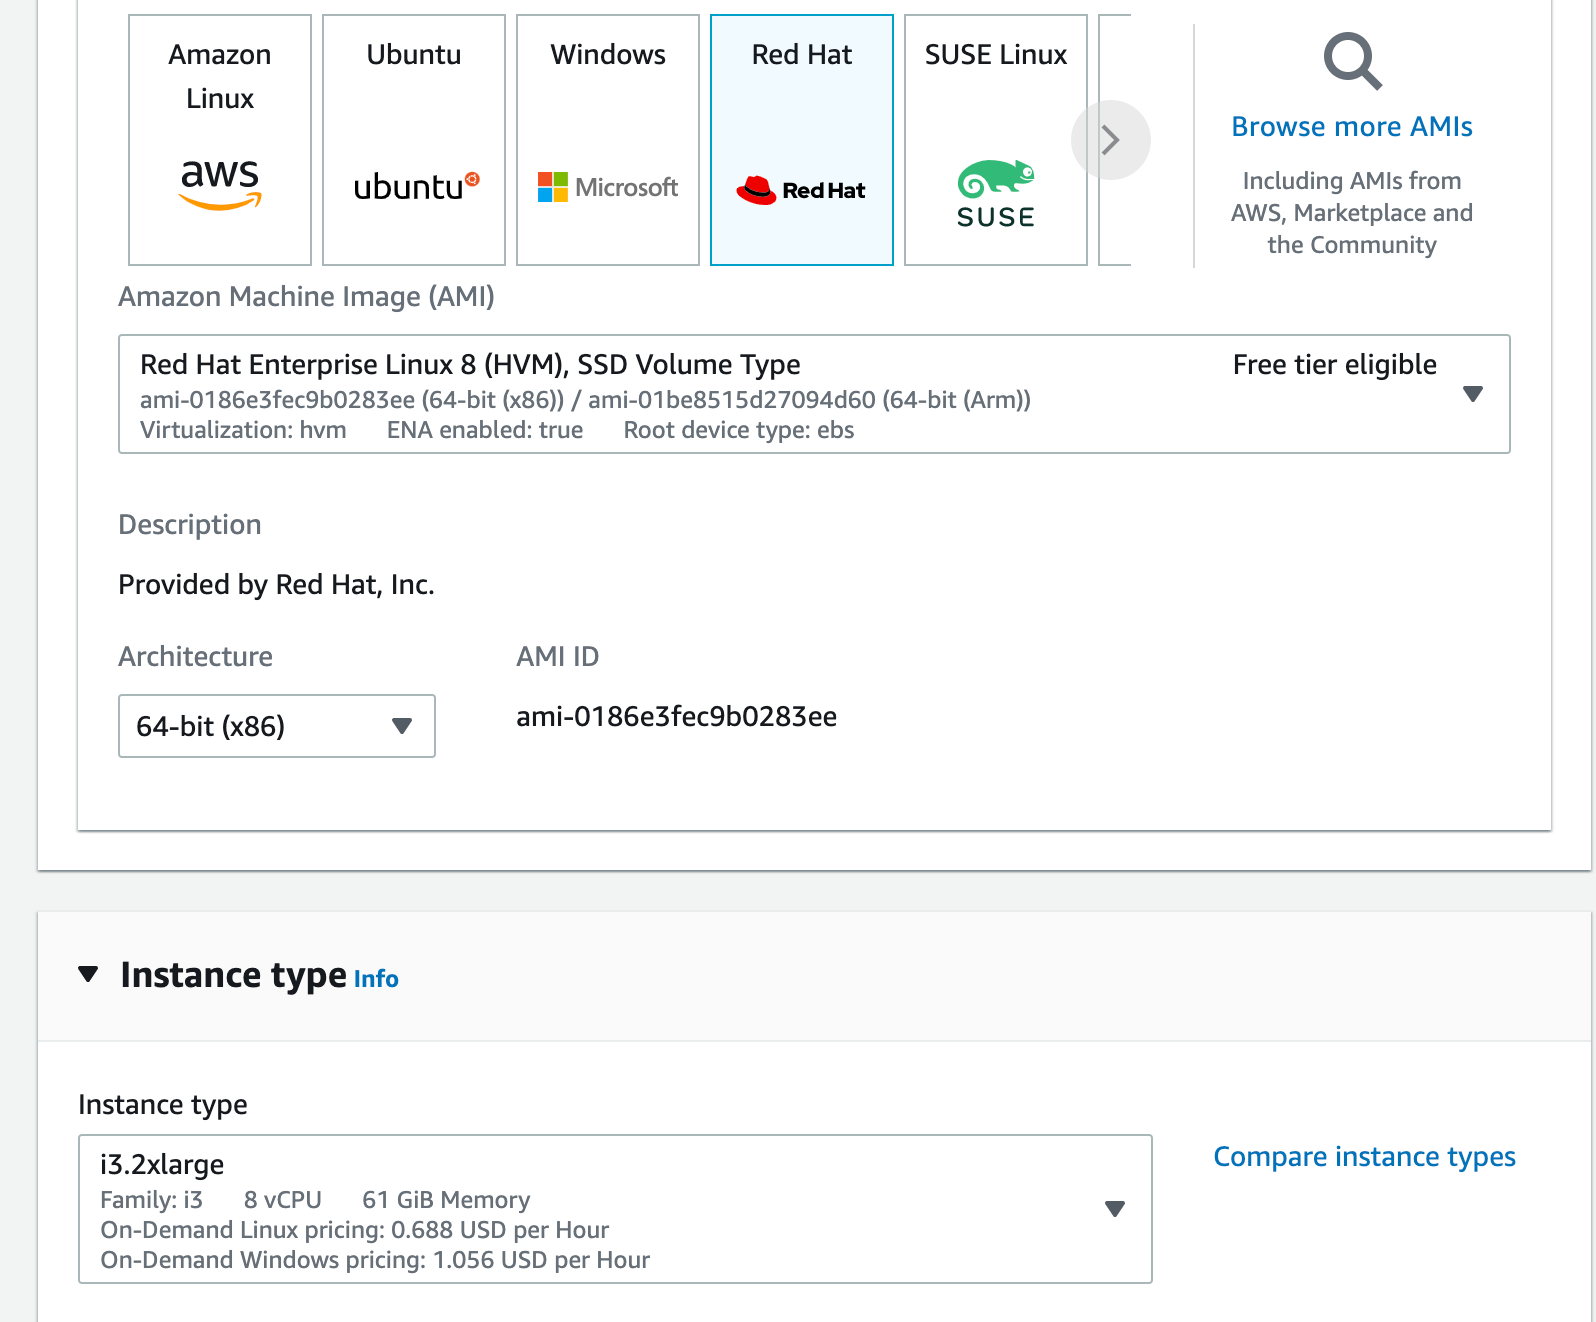 Amazon
Linux
aws
Ubuntu
ubuntu
Windows
Microsoft
Red Hat
Red Hat
SUSE Linux
SUSE
Browse more AMIs
Including AMIs from
AWS, Marketplace and
the Community
Amazon Machine Image (AMI)
Red Hat Enterprise Linux 8 (HVM), SSD Volume Type
Free tier eligible
ami-0186e3fec9b0283ee (64-bit (x86)) / ami-01be8515d27094d60 (64-bit (Arm))
Virtualization: hvm ENA enabled: true Root device type: ebs
Description
Provided by Red Hat, Inc.
Architecture
64-bit (x86)
AMI ID
ami-0186e3fec9b0283ee
Instance type Info
Instance type
i3.2xlarge
Family: i3 8 vCPU 61 GiB Memory
On-Demand Linux pricing: 0.688 USD per Hour
On-Demand Windows pricing: 1.056 USD per Hour
Compare instance types